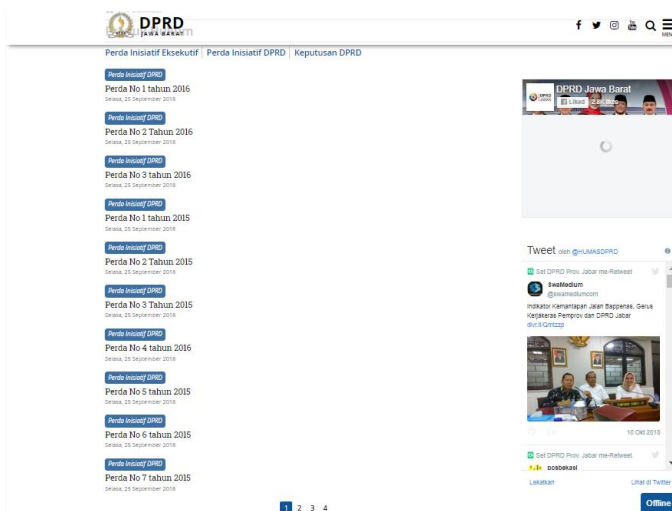 DPRD
JAWA BARAT
MEN
Perda Inisiatif Eksekutif
Perda Inisiatif DPRD
Keputusan DPRD
Perda Inisiatif DPRD
Perda No 1 tahun 2016
Selasa, 25 September 2018
Perda Inisiatif DPRD
Perda No 2 Tahun 2016
Selasa, 25 September 2018
Perda Inisiatif DPRD
Perda No 3 tahun 2016
Selasa, 25 September 2018
Perda Inisiatif DPRD
Perda No 1 tahun 2015
Selasa, 25 September 2018
Perda Inisiatif DPRD
Perda No 2 Tahun 2015
Selasa, 25 September 2018
Perda Inisiatif DPRD
Perda No 3 Tahun 2015
Selasa, 25 September 2018
Perda Inisiatif DPRD
Perda No 4 tahun 2016
Selasa, 25 September 2018
Perda Inisiatif DPRD
Perda No 5 tahun 2015
Selasa, 25 September 2018
Perda Inisiatif DPRD
Perda No 6 tahun 2015
Selasa, 25 September 2018
Perda Inisiatif DPRD
Perda No 7 tahun 2015
Selasa, 25 September 2018
1 2 3 4
DPRD Jawa Barat
Liked 2.8K likes
Tweet oleh @HUMASDPRD
Set DPRD Prov. Jabar me-Retweet
SwaMedium
@swamediumcom
Indikator Kemantapan Jalan Bappenas, Gerus
Kerjakeras Pemprov dan DPRD Jabar
10 Okt 2018
Set DPRD Prov. Jabar me-Retweet
posbekasi
Lekatkan
Lihat di Twitter
Offline